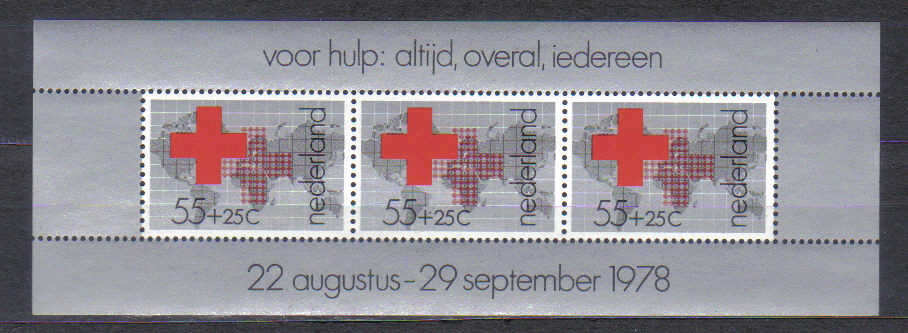 voor hulp: altijd, overal, iedereen
55+25C nederland
55+25C nederland
55+25C nederland
22 augustus-29 september 1978